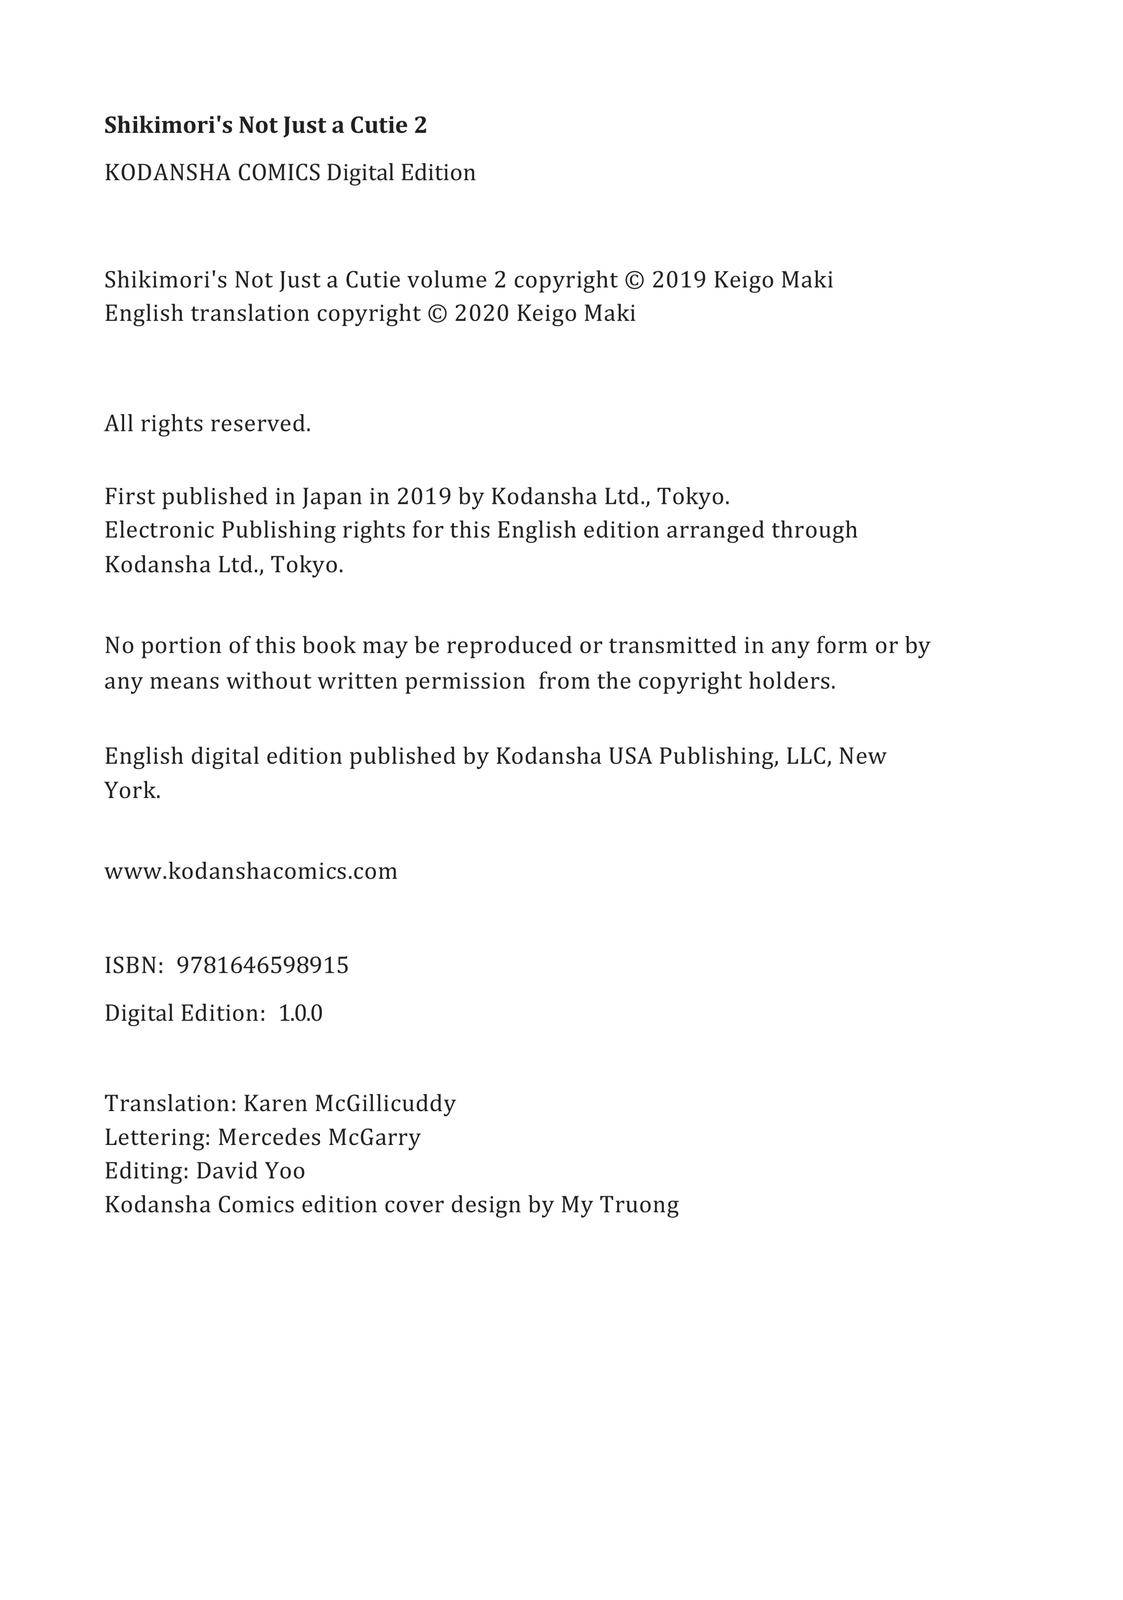 Shikimori's Not Just a Cutie 2
KODANSHA COMICS Digital Edition
Shikimori's Not Just a Cutie volume 2 copyright © 2019 Keigo Maki
English translation copyright © 2020 Keigo Maki
All rights reserved.
First published in Japan in 2019 by Kodansha Ltd., Tokyo.
Electronic Publishing rights for this English edition arranged through
Kodansha Ltd., Tokyo.
No portion of this book may be reproduced or transmitted in any form or by
any means without written permission  from the copyright holders.
English digital edition published by Kodansha USA Publishing, LLC, New
York.
www.kodanshacomics.com
ISBN:  9781646598915
Digital Edition:  1.0.0
Translation: Karen McGillicuddy
Lettering: Mercedes McGarry
Editing: David Yoo
Kodansha Comics edition cover design by My Truong